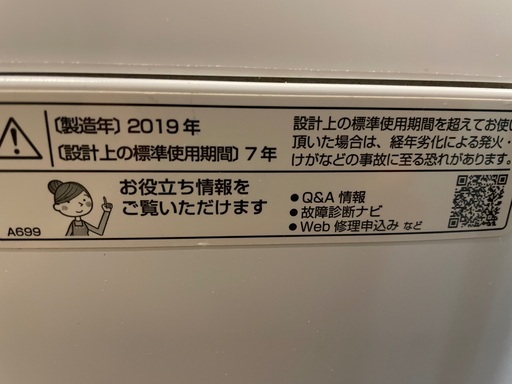 〔製造年〕2019年
〔設計上の標準使用期間〕7年
設計上の標準使用期間を超えてお使い
頂いた場合は、経年劣化による発火・
けがなどの事故に至る恐れがあります。
お役立ち情報を
ご覧いただけます
●Q&A情報
●故障診断ナビ
●Web修理申込み など
A699